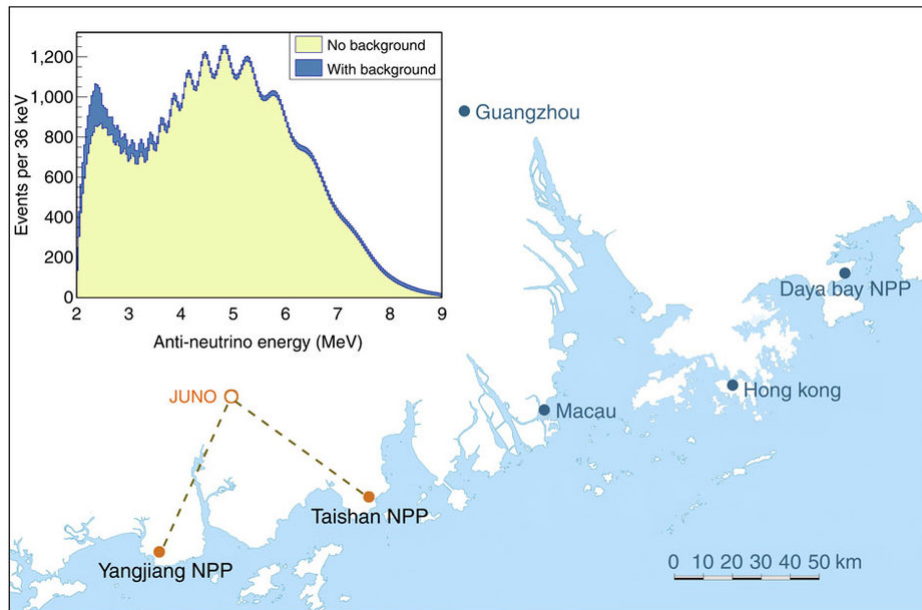 1,200
1,000
800
600
400
200
0
Events per 36 keV
No background
With background
2 3 4 5 6 7 8 9
Anti-neutrino energy (MeV)
Guangzhou
Daya bay NPP
Hong kong
JUNO
Macau
Taishan NPP
Yangjiang NPP
0 10 20 30 40 50 km